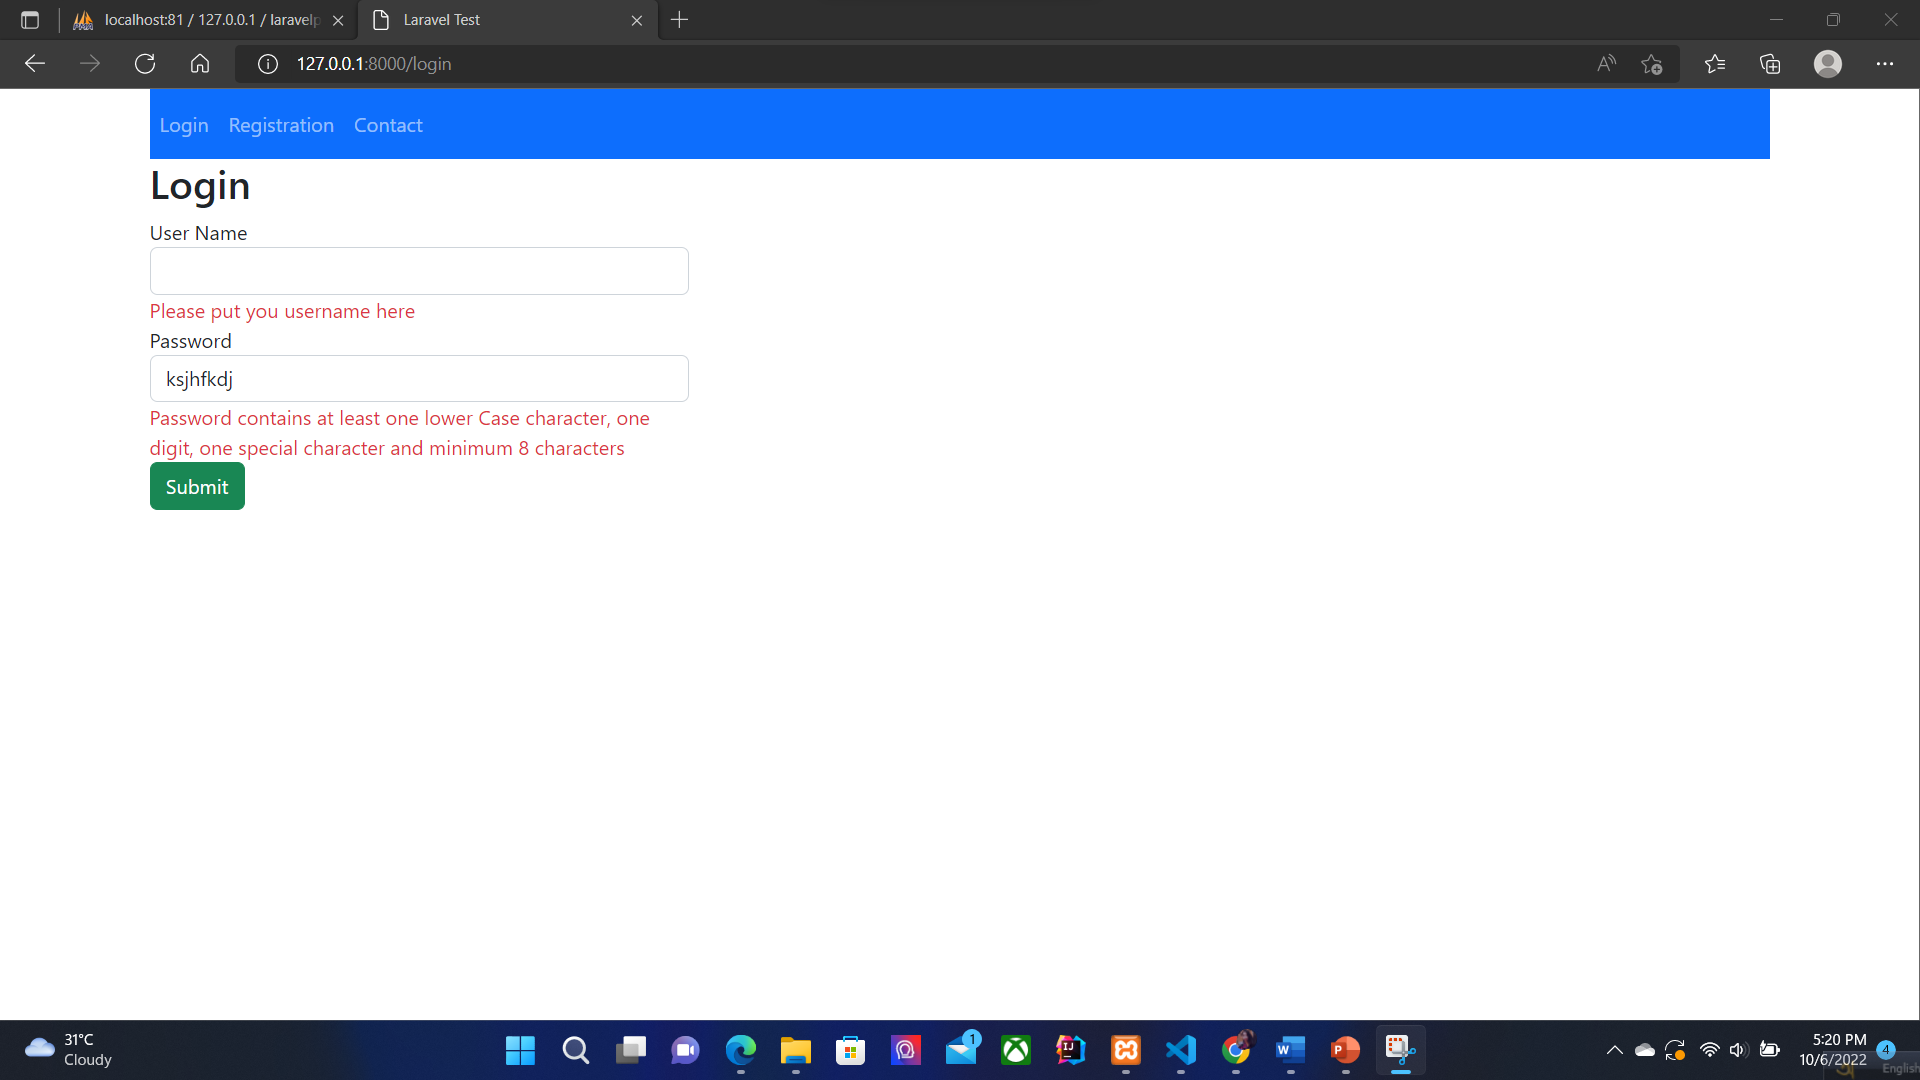 localhost:81 / 127.0.0.1 / laravelp
Laravel Test
127.0.0.1:8000/login
Login Registration Contact
Login
User Name
Please put you username here
Password
ksjhfkdj
Password contains at least one lower Case character, one
digit, one special character and minimum 8 characters
Submit
31°C
Cloudy
1
5:20 PM
10/6/2022
4
English